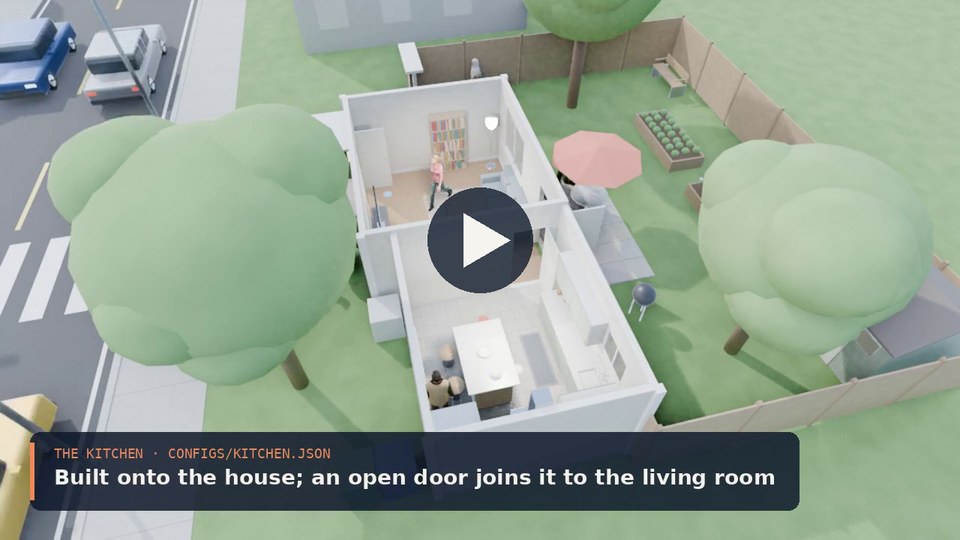 THE KITCHEN · CONFIGS/KITCHEN.JSON
Built onto the house; an open door joins it to the living room